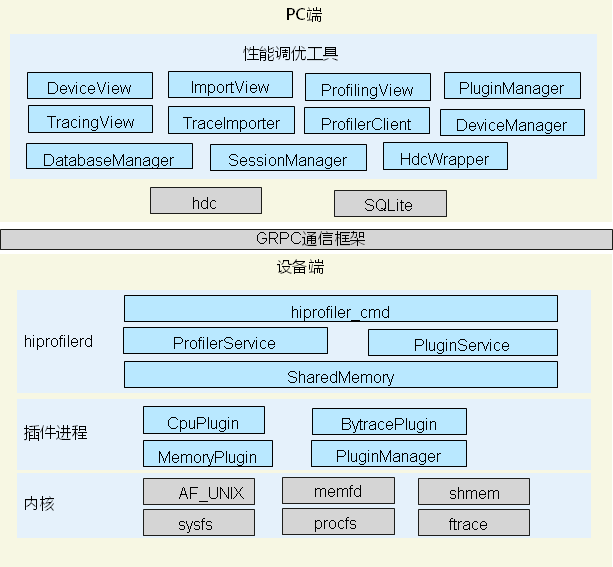 PC端
性能调优工具
DeviceView ImportView ProfilingView PluginManager
TracingView TraceImporter ProfilerClient DeviceManager
DatabaseManager SessionManager HdcWrapper
hdc SQLite
GRPC通信框架
设备端
hiprofilerd
hiprofiler_cmd
ProfilerService PluginService
SharedMemory
插件进程
CpuPlugin BytracePlugin
MemoryPlugin PluginManager
内核
AF_UNIX memfd shmem
sysfs procfs ftrace